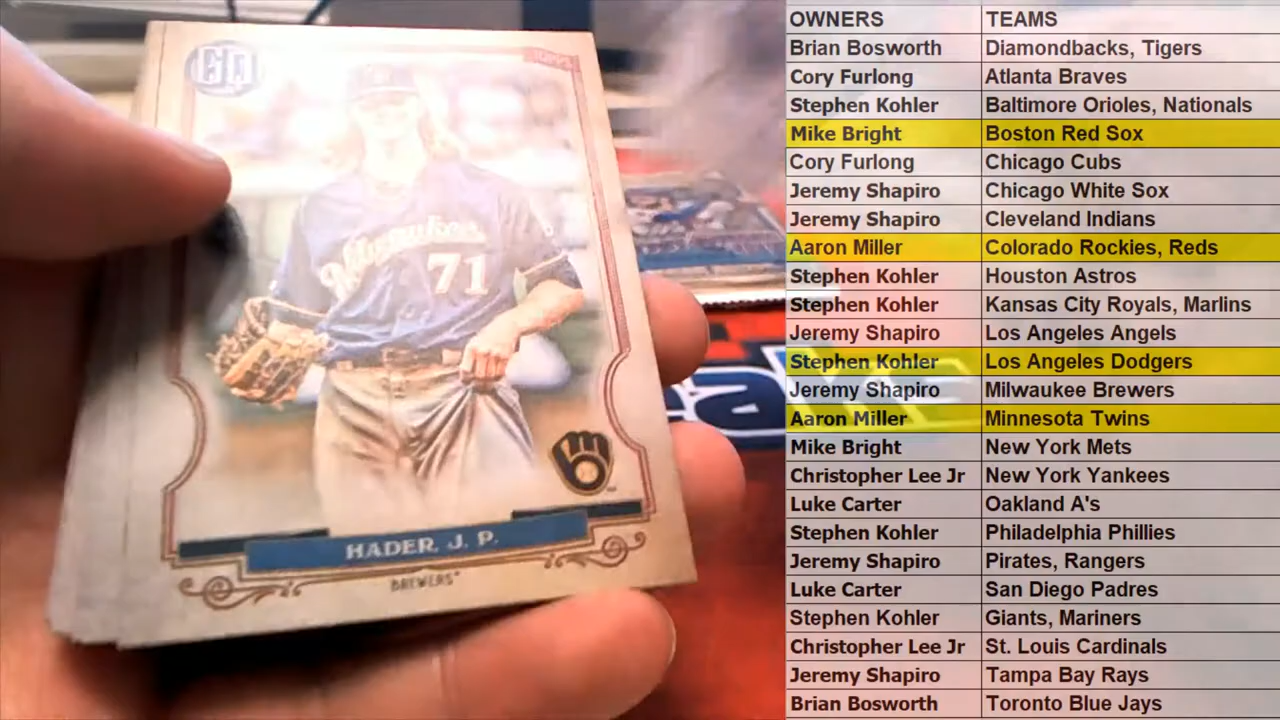 GQ
TOPPS
Milwaukee
71
HADER, J. P.
BREWERS™
OWNERS TEAMS
Brian Bosworth Diamondbacks, Tigers
Cory Furlong Atlanta Braves
Stephen Kohler Baltimore Orioles, Nationals
Mike Bright Boston Red Sox
Cory Furlong Chicago Cubs
Jeremy Shapiro Chicago White Sox
Jeremy Shapiro Cleveland Indians
Aaron Miller Colorado Rockies, Reds
Stephen Kohler Houston Astros
Stephen Kohler Kansas City Royals, Marlins
Jeremy Shapiro Los Angeles Angels
Stephen Kohler Los Angeles Dodgers
Jeremy Shapiro Milwaukee Brewers
Aaron Miller Minnesota Twins
Mike Bright New York Mets
Christopher Lee Jr New York Yankees
Luke Carter Oakland A's
Stephen Kohler Philadelphia Phillies
Jeremy Shapiro Pirates, Rangers
Luke Carter San Diego Padres
Stephen Kohler Giants, Mariners
Christopher Lee Jr St. Louis Cardinals
Jeremy Shapiro Tampa Bay Rays
Brian Bosworth Toronto Blue Jays